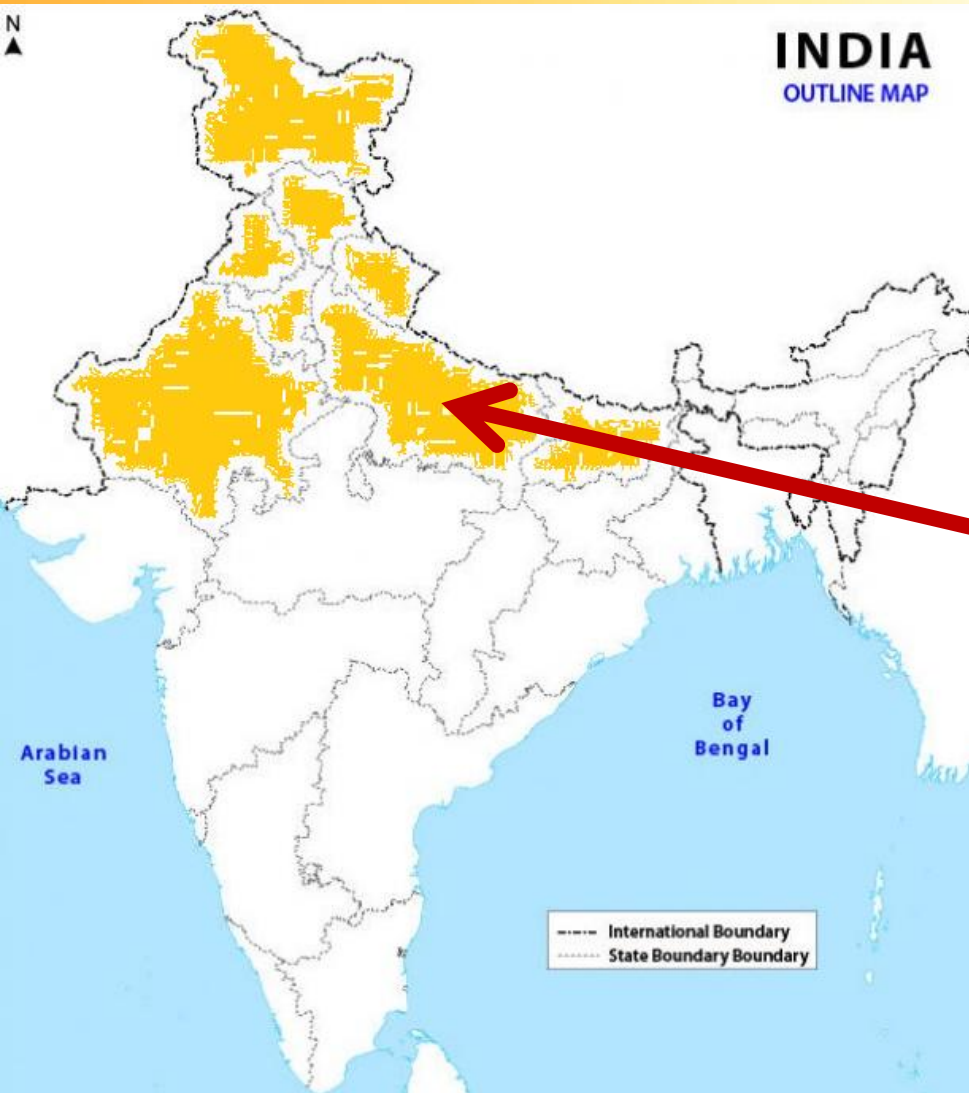 N
INDIA
OUTLINE MAP
Arabian
Sea
Bay
of
Bengal
International Boundary
State Boundary Boundary